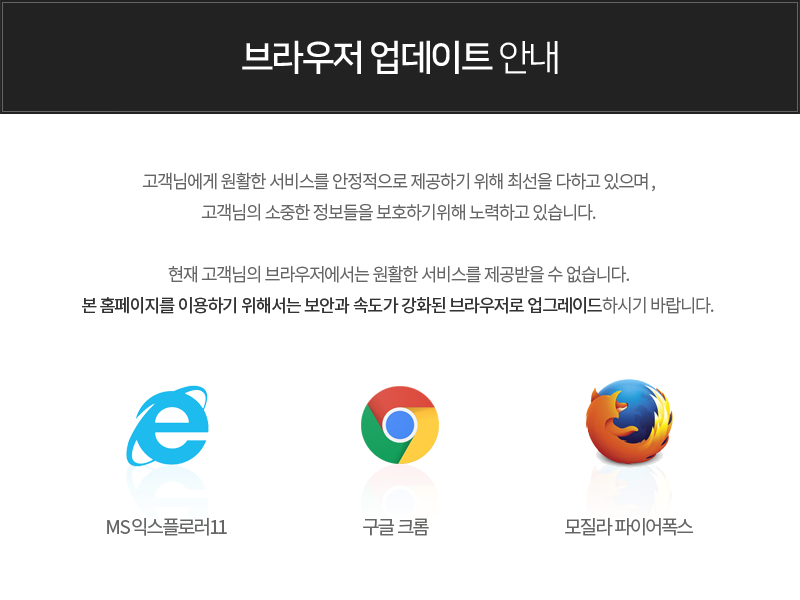 브라우저 업데이트 안내
고객님에게 원활한 서비스를 안정적으로 제공하기 위해 최선을 다하고 있으며,
고객님의 소중한 정보들을 보호하기위해 노력하고 있습니다.
현재 고객님의 브라우저에서는 원활한 서비스를 제공받을 수 없습니다.
본 홈페이지를 이용하기 위해서는 보안과 속도가 강화된 브라우저로 업그레이드하시기 바랍니다.
MS익스플로러11
구글 크롬
모질라 파이어폭스